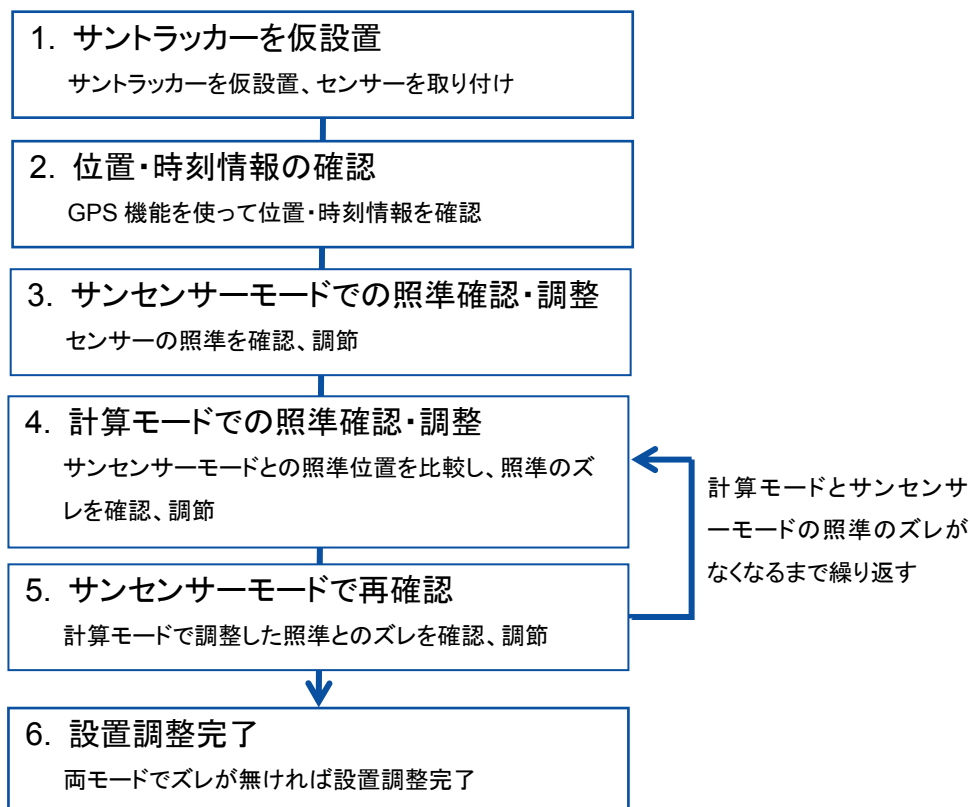 1. サントラッカーを仮設置
サントラッカーを仮設置、センサーを取り付け
2. 位置・時刻情報の確認
GPS 機能を使って位置・時刻情報を確認
3. サンセンサーモードでの照準確認・調整
センサーの照準を確認、調節
4. 計算モードでの照準確認・調整
サンセンサーモードとの照準位置を比較し、照準のズ
レを確認、調節
計算モードとサンセンサ
ーモードの照準のズレが
なくなるまで繰り返す
5. サンセンサーモードで再確認
計算モードで調整した照準とのズレを確認、調節
6. 設置調整完了
両モードでズレが無ければ設置調整完了